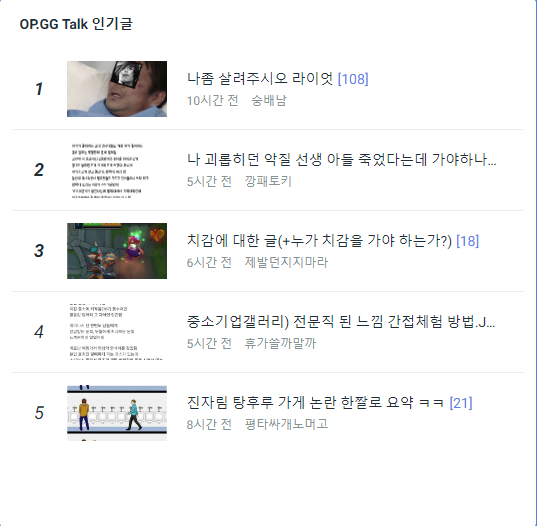 OP.GG Talk 인기글
1
나좀 살려주시오 라이엇 [108]
10시간 전 숭배남
2
나 괴롭히던 악질 선생 아들 죽었다는데 가야하나...
5시간 전 깡패토키
3
치감에 대한 글(+누가 치감을 가야 하는가?) [18]
6시간 전 제발던지지마라
4
중소기업갤러리) 전문직 된 느낌 간접체험 방법.J...
5시간 전 휴가쓸까말까
5
진자림 탕후루 가게 논란 한짤로 요약 ㅋㅋ [21]
8시간 전 평타싸개노머고